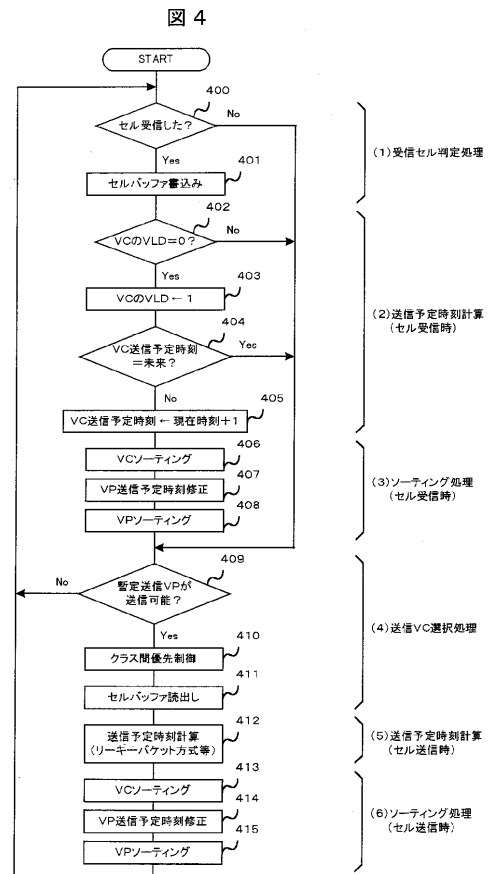 図 4
START
400
セル受信した？
No
Yes
401
セルバッファ書込み
(1)受信セル判定処理
402
VCのVLD＝0？
No
Yes
403
VCのVLD ← 1
404
VC送信予定時刻
＝未来？
Yes
No
405
VC送信予定時刻 ← 現在時刻＋1
(2)送信予定時刻計算
(セル受信時)
406
VCソーティング
407
VP送信予定時刻修正
408
VPソーティング
(3)ソーティング処理
(セル受信時)
409
暫定送信VPが
送信可能？
No
Yes
410
クラス間優先制御
411
セルバッファ読出し
(4)送信VC選択処理
412
送信予定時刻計算
(リーキーバケット方式等)
(5)送信予定時刻計算
(セル送信時)
413
VCソーティング
414
VP送信予定時刻修正
415
VPソーティング
(6)ソーティング処理
(セル送信時)